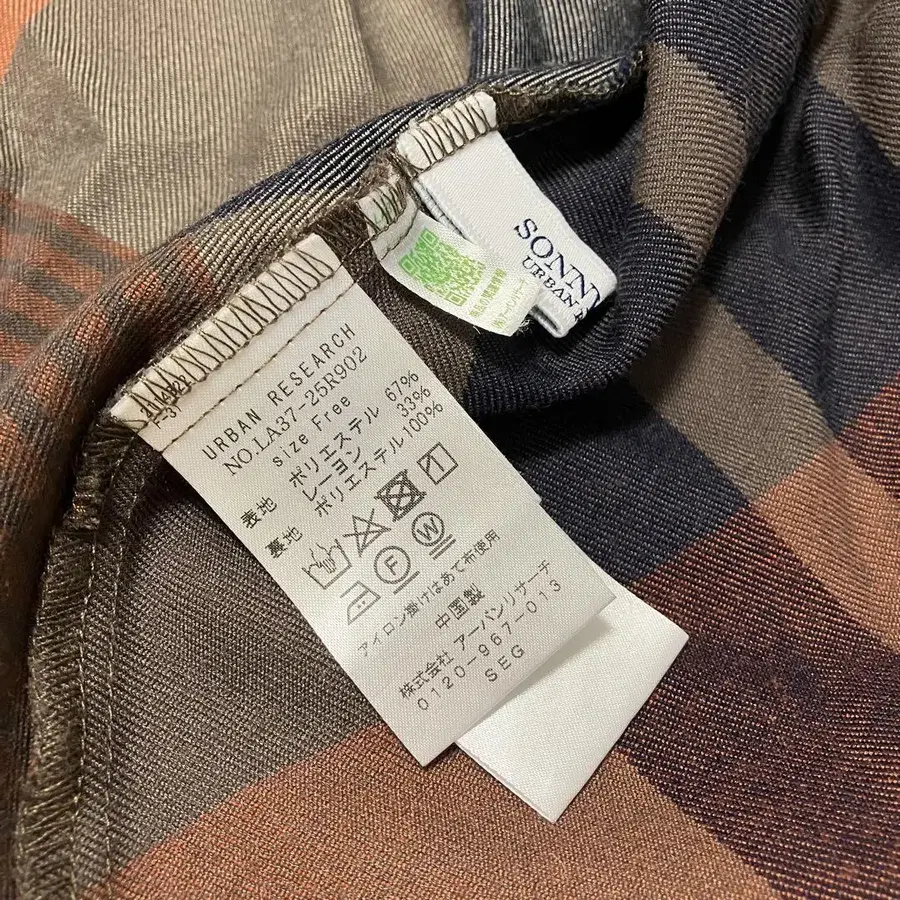 URBAN RESEARCH
NO.LA37-25R902
size Free
表地 ポリエステル 67%
レーヨン 33%
裏地 ポリエステル100%
F W
アイロン掛けはあて布使用
中国製
株式会社 アーバンリサーチ
0120-967-013
SEG
SONN
URBAN